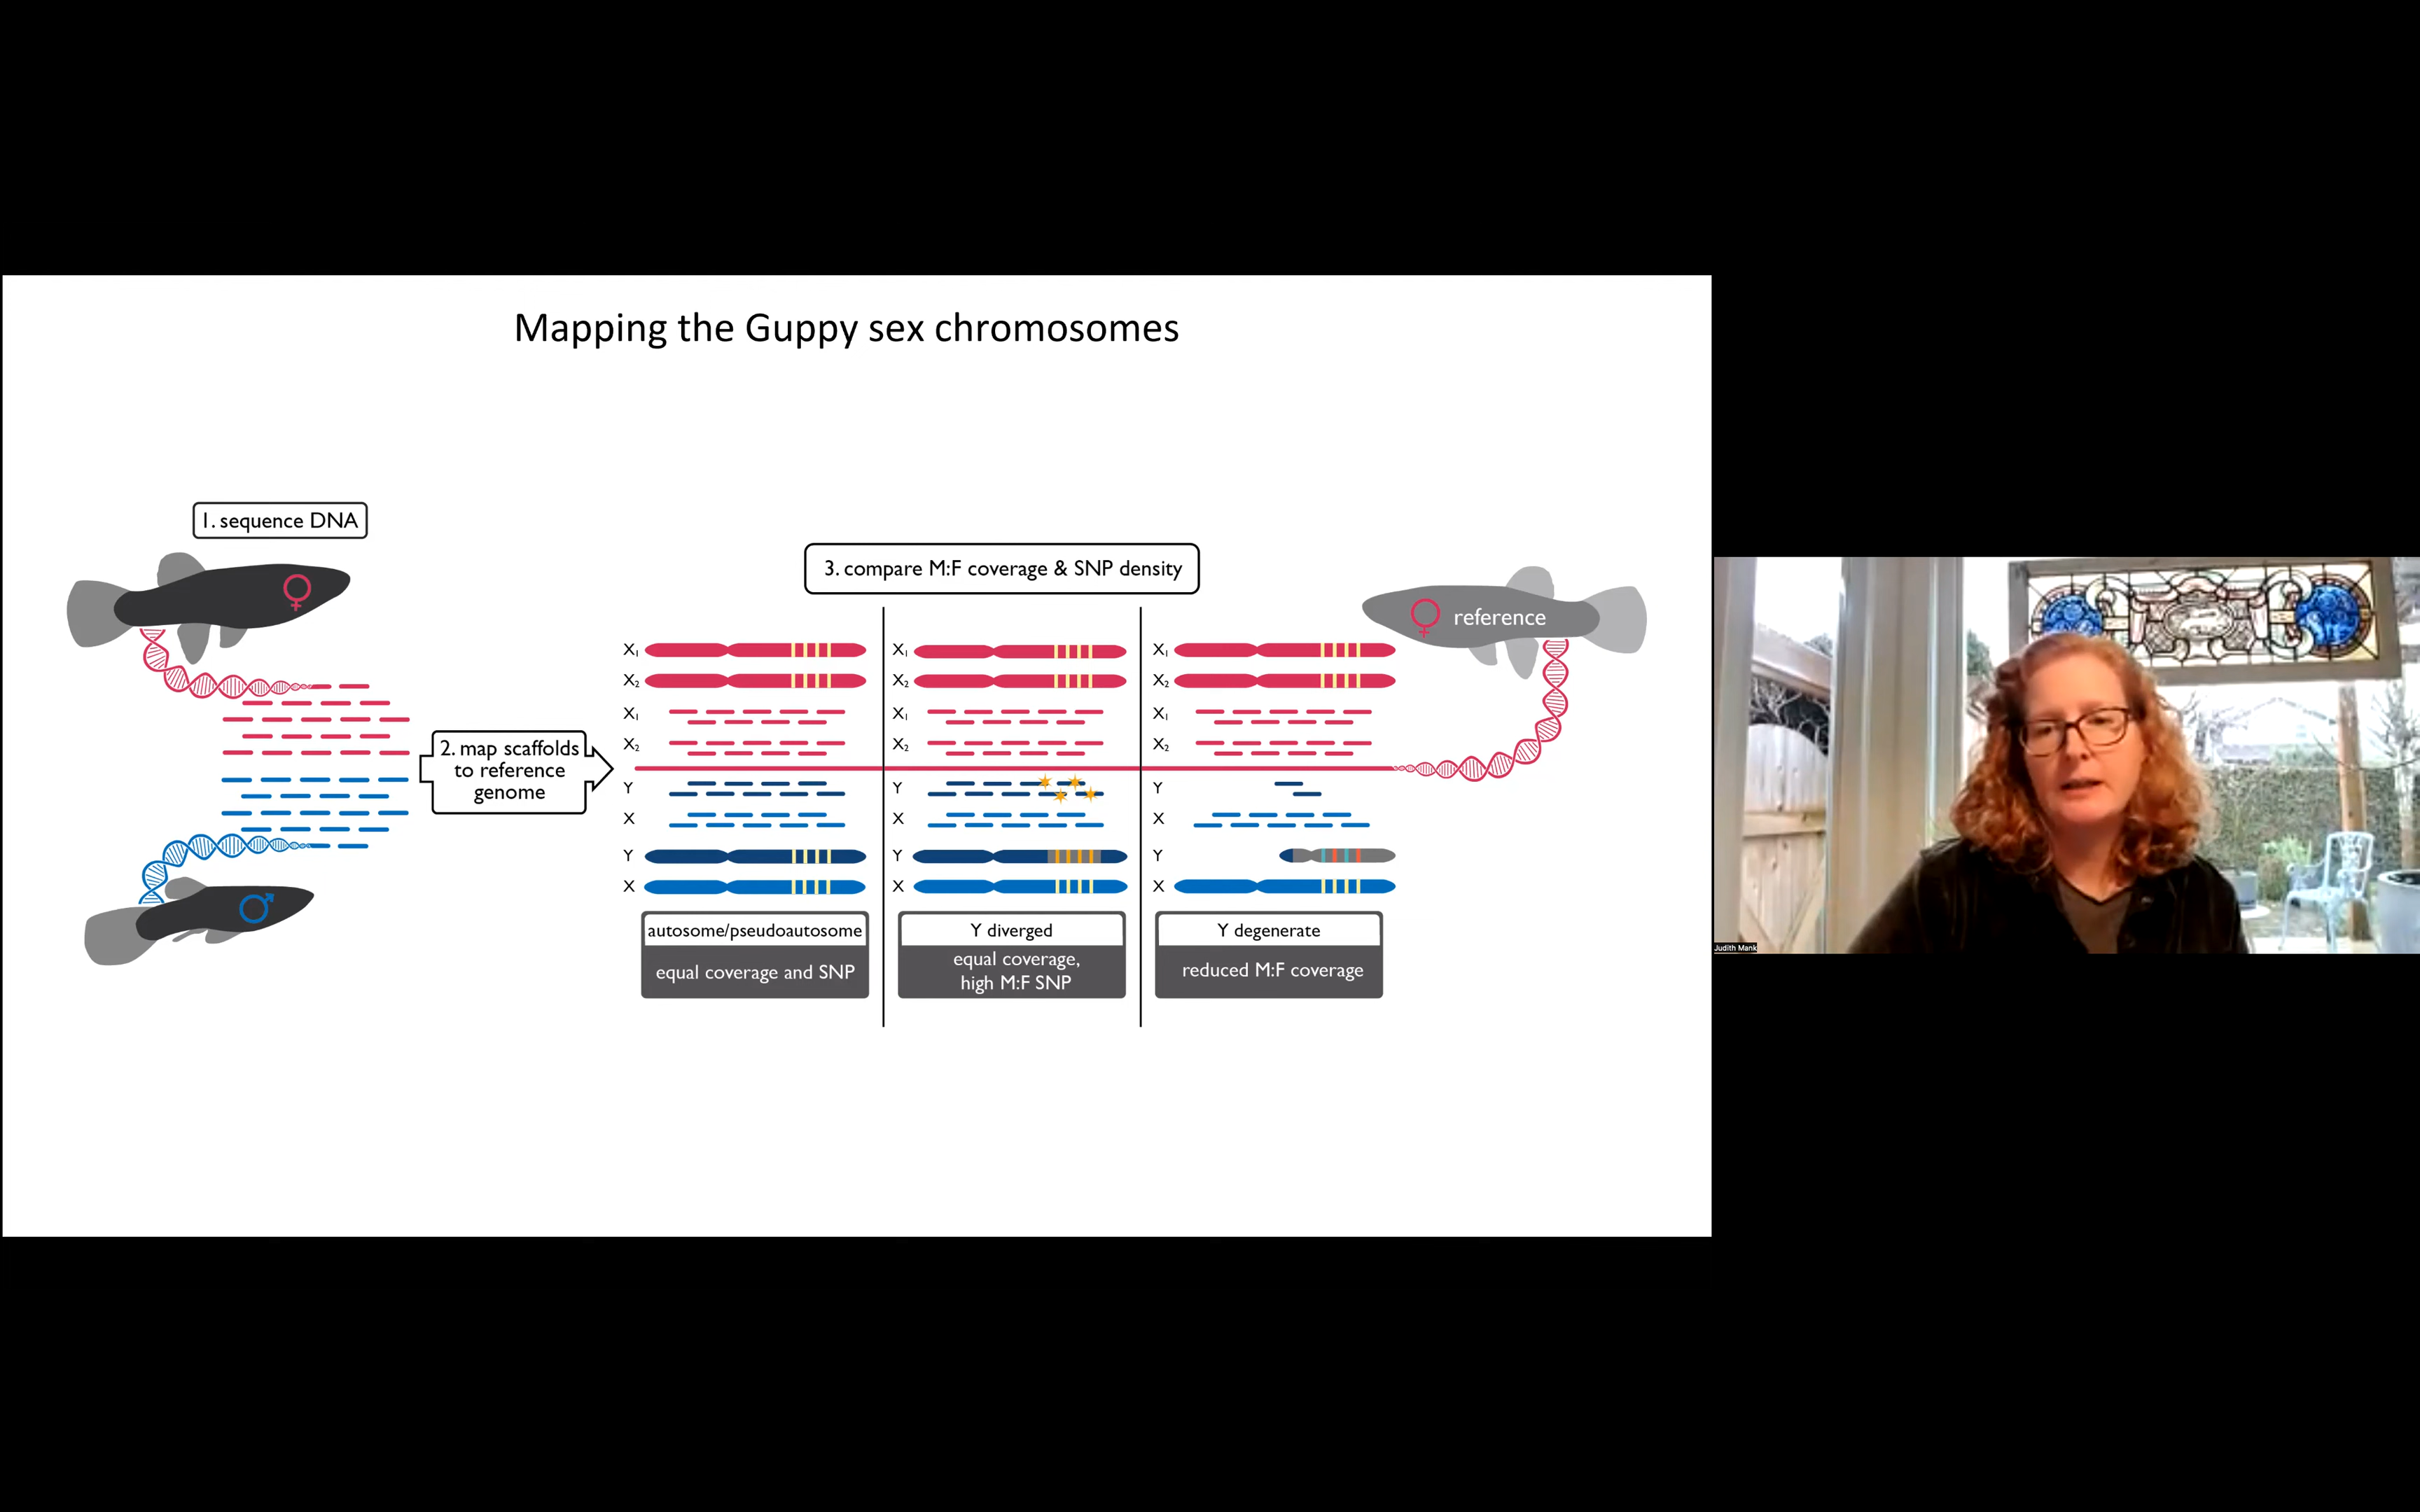 Mapping the Guppy sex chromosomes
1. sequence DNA
2. map scaffolds
to reference
genome
3. compare M:F coverage & SNP density
♀
♂
♀ reference
X₁
X₂
X₁
X₂
Y
X
Y
X
autosome/pseudoautosome
equal coverage and SNP
X₁
X₂
X₁
X₂
Y
X
Y
X
Y diverged
equal coverage,
high M:F SNP
X₁
X₂
X₁
X₂
Y
X
Y
X
Y degenerate
reduced M:F coverage
Judith Mank